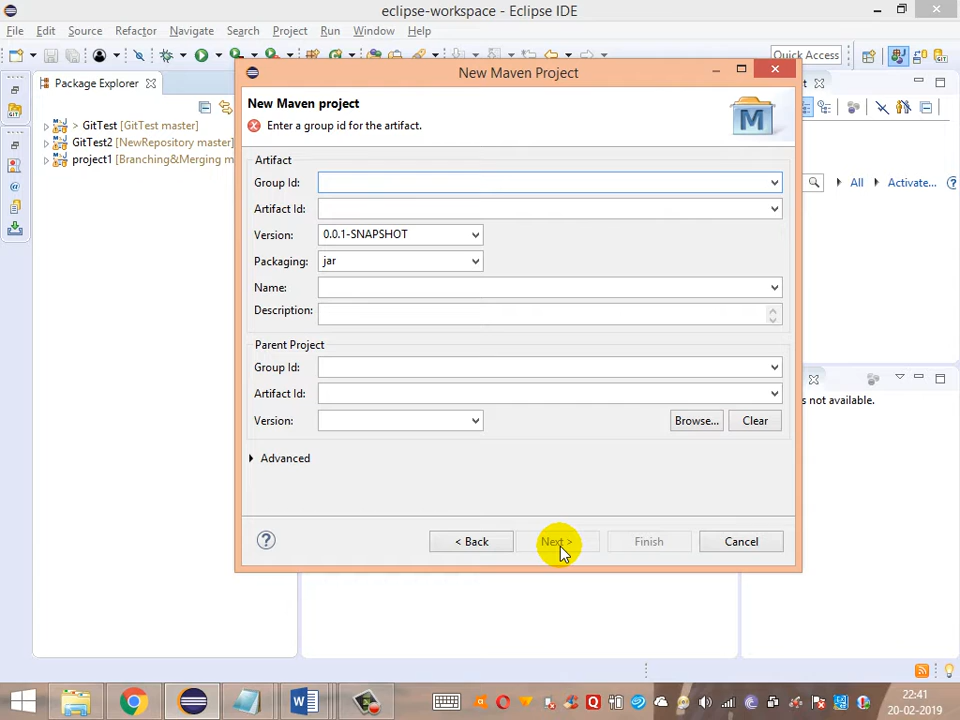 eclipse-workspace - Eclipse IDE
File Edit Source Refactor Navigate Search Project Run Window Help
Quick Access
Package Explorer
> GitTest [GitTest master]
GitTest2 [NewRepository master]
project1 [Branching&Merging m
New Maven Project
New Maven project
Enter a group id for the artifact.
M
Artifact
Group Id:
Artifact Id:
Version: 0.0.1-SNAPSHOT
Packaging: jar
Name:
Description:
Parent Project
Group Id:
Artifact Id:
Version:
Browse... Clear
Advanced
< Back Next > Finish Cancel
All Activate...
s not available.
22:41
20-02-2019